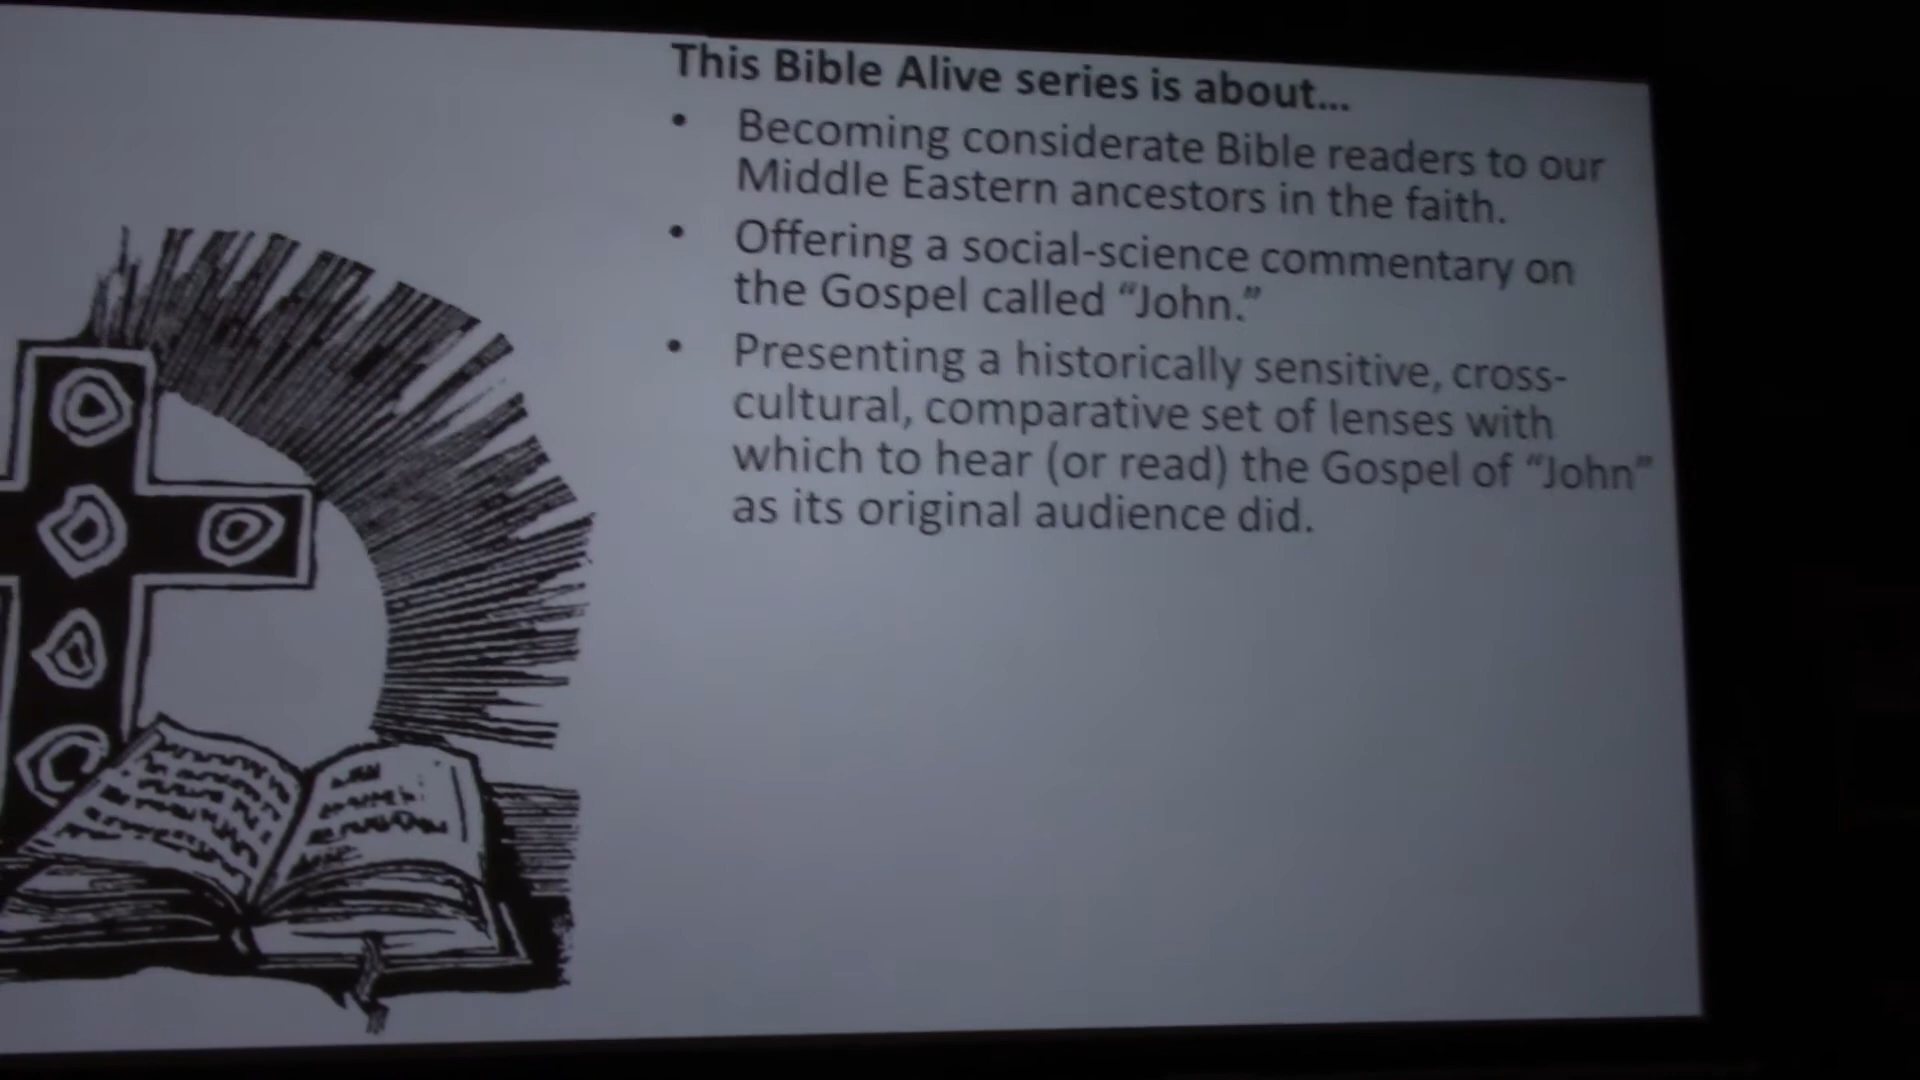 This Bible Alive series is about...
• Becoming considerate Bible readers to our
Middle Eastern ancestors in the faith.
• Offering a social-science commentary on
the Gospel called “John.”
• Presenting a historically sensitive, cross-
cultural, comparative set of lenses with
which to hear (or read) the Gospel of “John”
as its original audience did.